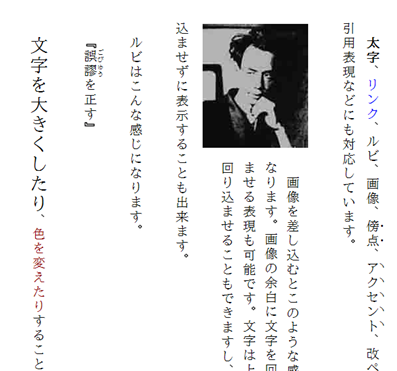 太字、リンク、ルビ、画像、傍点、アクセント、改ペ
引用表現などにも対応しています。
画像を差し込むとこのような感
なります。画像の余白に文字を回
ませる表現も可能です。文字は上
回り込ませることもできますし、
込ませずに表示することも出来ます。
ルビはこんな感じになります。
『誤謬を正す』
ごびゅう
文字を大きくしたり、色を変えたりすること